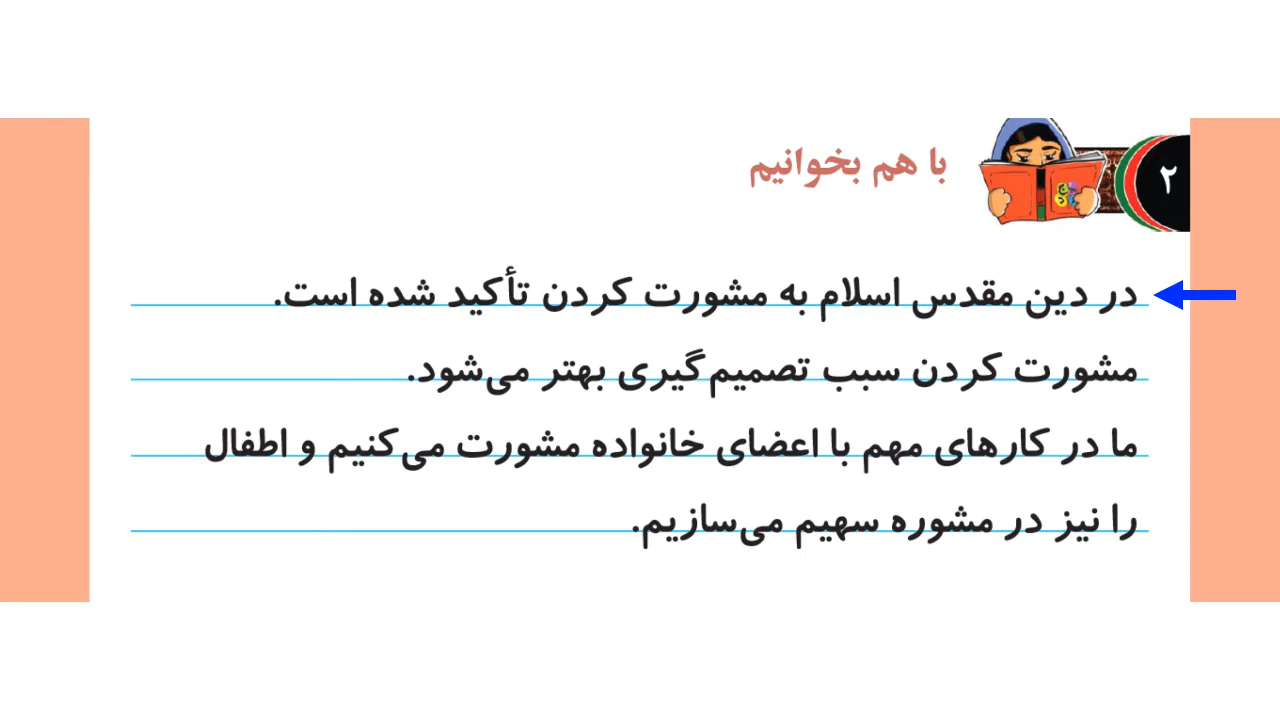 ۲
با هم بخوانیم
در دین مقدس اسلام به مشورت کردن تأکید شده است.
مشورت کردن سبب تصمیم‌گیری بهتر می‌شود.
ما در کارهای مهم با اعضای خانواده مشورت می‌کنیم و اطفال
را نیز در مشوره سهیم می‌سازیم.